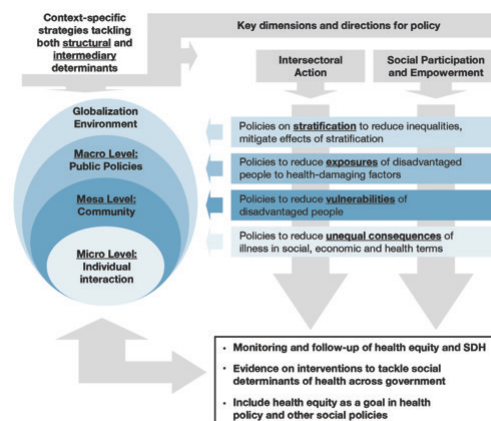 Context-specific
strategies tackling
both structural and
intermediary
determinants
Key dimensions and directions for policy
Intersectoral
Action
Social Participation
and Empowerment
Globalization
Environment
Macro Level:
Public Policies
Mesa Level:
Community
Micro Level:
Individual
interaction
Policies on stratification to reduce inequalities,
mitigate effects of stratification
Policies to reduce exposures of disadvantaged
people to health-damaging factors
Policies to reduce vulnerabilities of
disadvantaged people
Policies to reduce unequal consequences of
illness in social, economic and health terms
• Monitoring and follow-up of health equity and SDH
• Evidence on interventions to tackle social
determinants of health across government
• Include health equity as a goal in health
policy and other social policies